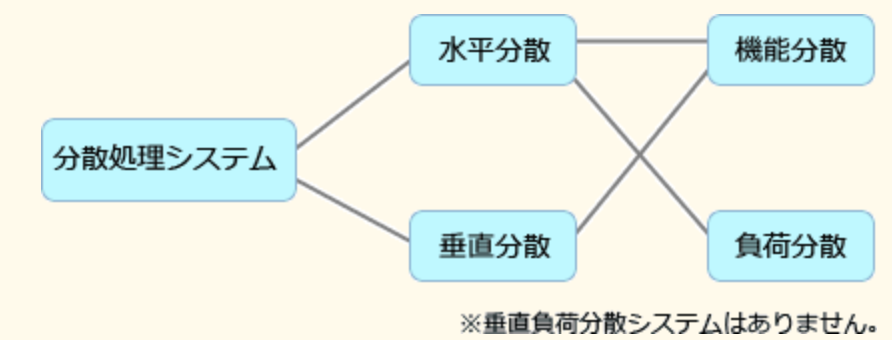 水平分散
機能分散
分散処理システム
垂直分散
負荷分散
※垂直負荷分散システムはありません。